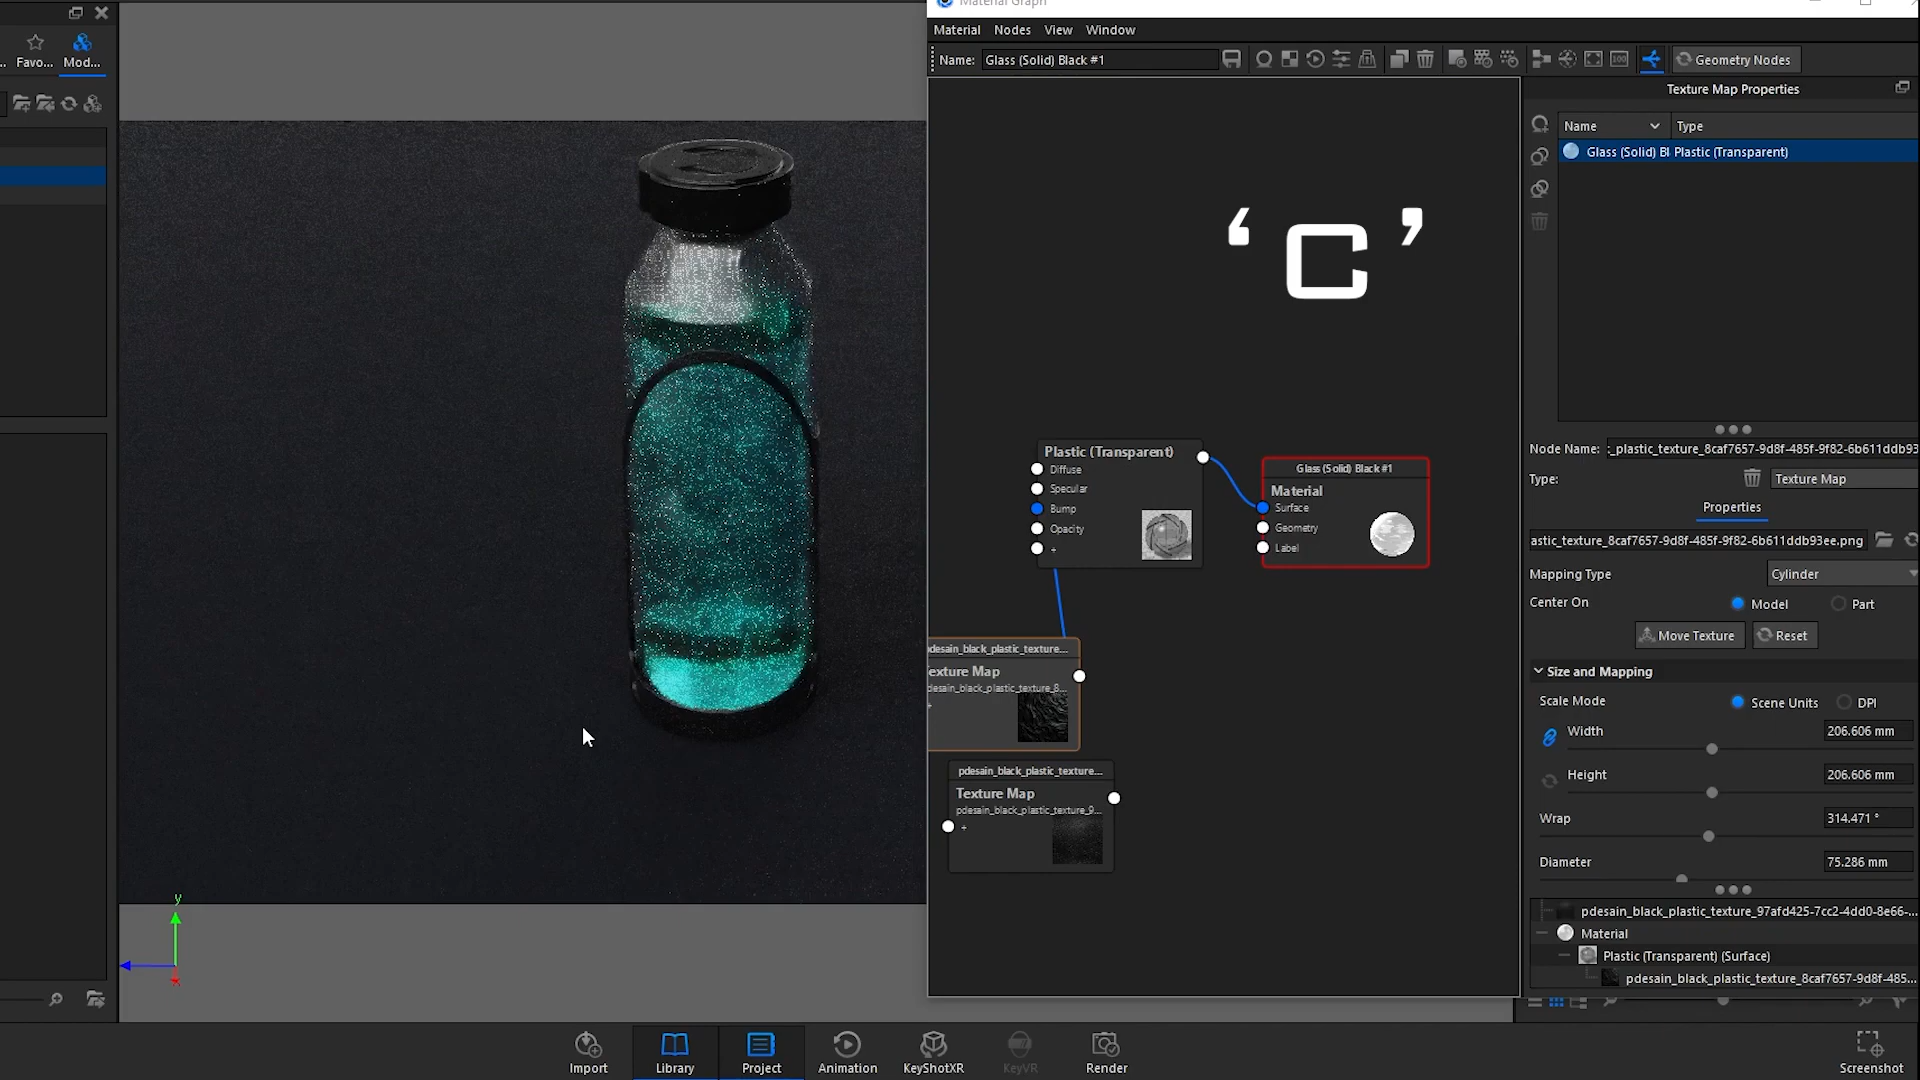 Material Graph
Material Nodes View Window
Favo... Mod...
Name: Glass (Solid) Black #1
Geometry Nodes
Texture Map Properties
Name Type
Glass (Solid) Bl Plastic (Transparent)
‘C’
Plastic (Transparent)
Diffuse
Specular
Bump
Opacity
+
Glass (Solid) Black #1
Material
Surface
Geometry
Label
Node Name: :_plastic_texture_8caf7657-9d8f-485f-9f82-6b611ddb93
Type: Texture Map
Properties
astic_texture_8caf7657-9d8f-485f-9f82-6b611ddb93ee.png
Mapping Type Cylinder
Center On Model Part
Move Texture Reset
Size and Mapping
Scale Mode Scene Units DPI
Width 206.606 mm
Height 206.606 mm
Wrap 314.471 °
Diameter 75.286 mm
pdesain_black_plastic_texture...
Texture Map
desain_black_plastic_texture_8...
+
pdesain_black_plastic_texture...
Texture Map
pdesain_black_plastic_texture_9...
+
pdesain_black_plastic_texture_97afd425-7cc2-4dd0-8e66-...
Material
Plastic (Transparent) (Surface)
pdesain_black_plastic_texture_8caf7657-9d8f-485...
y
x
Import Library Project Animation KeyShotXR KeyVR Render Screenshot